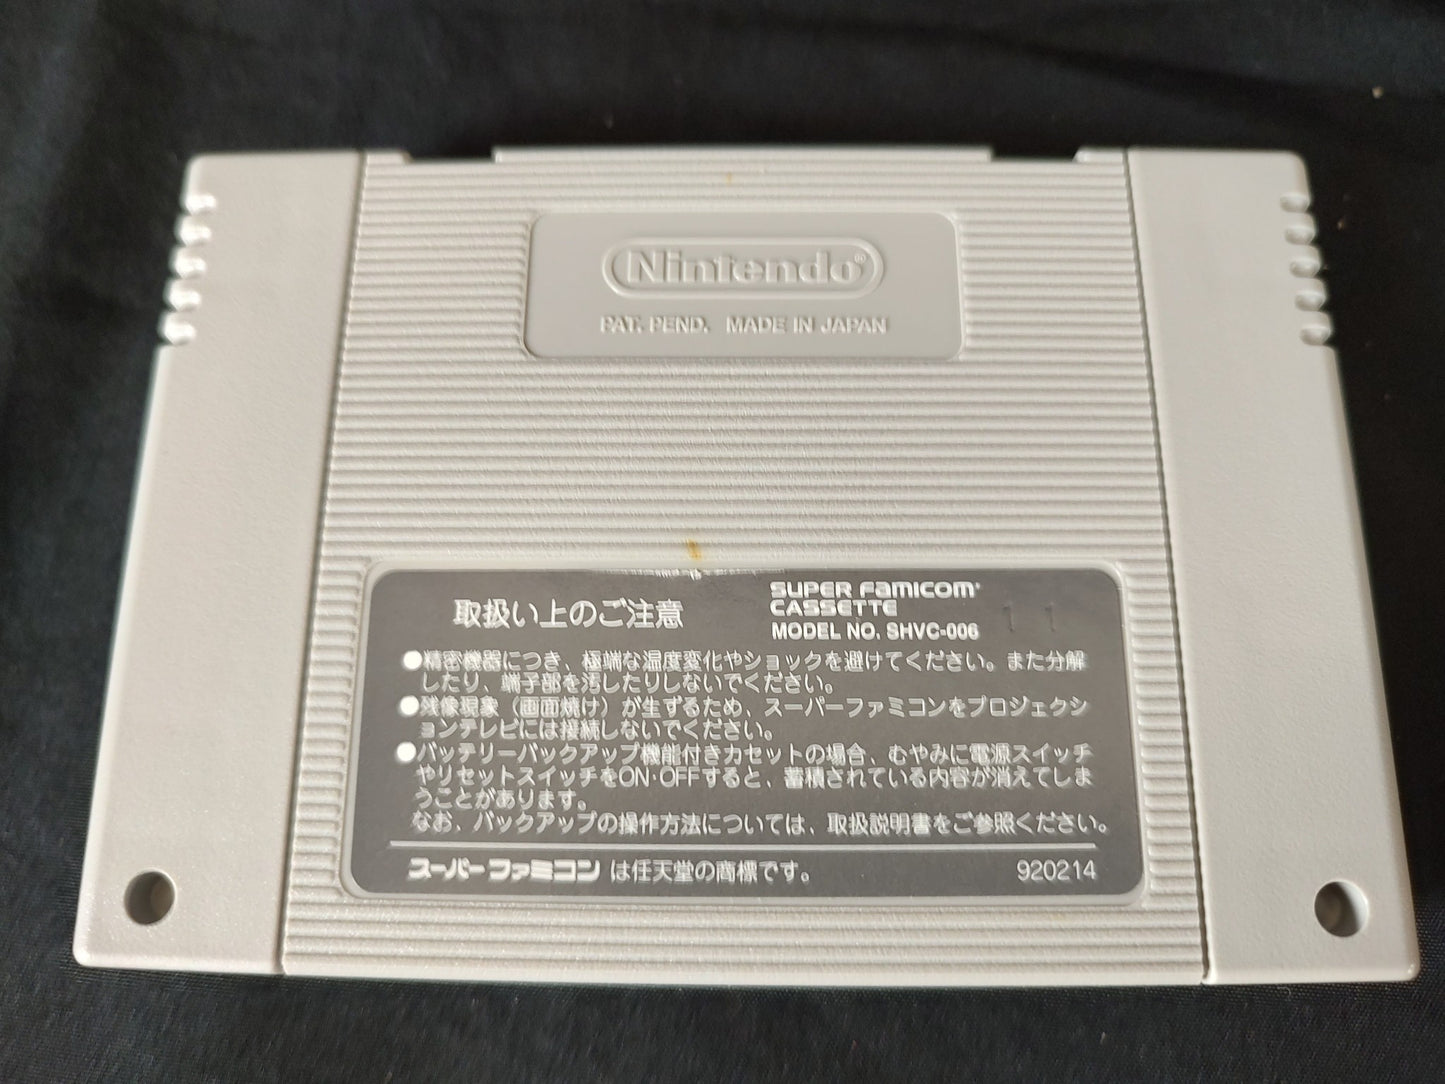 Nintendo®
PAT. PEND. MADE IN JAPAN
取扱い上のご注意
SUPER FAMICOM
CASSETTE
MODEL NO. SHVC-006
11
●精密機器につき、極端な温度変化やショックを避けてください。また分解
したり、端子部を汚したりしないでください。
●残像現象（画面焼け）が生ずるため、スーパーファミコンをプロジェクシ
ョンテレビには接続しないでください。
●バッテリーバックアップ機能付きカセットの場合、むやみに電源スイッチ
やリセットスイッチをON·OFFすると、蓄積されている内容が消えてしま
うことがあります。
なお、バックアップの操作方法については、取扱説明書をご参照ください。
スーパーファミコンは任天堂の商標です。
920214